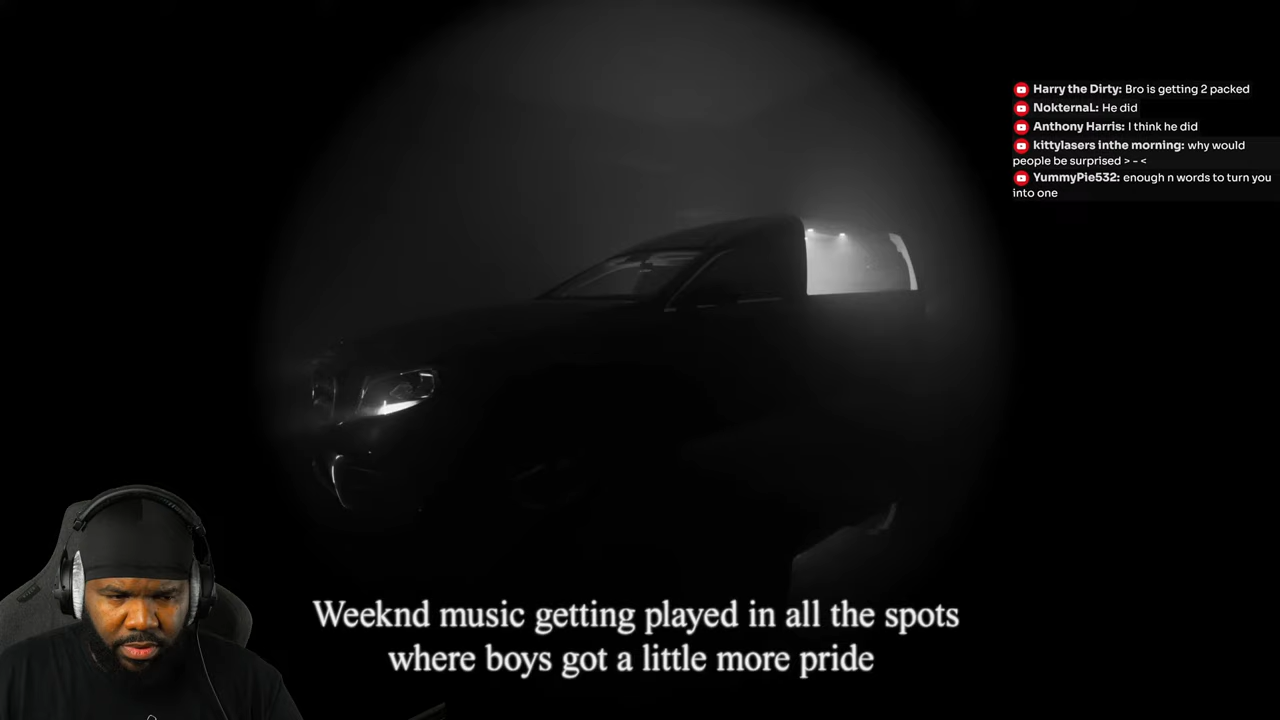 Harry the Dirty: Bro is getting 2 packed
NokternaL: He did
Anthony Harris: I think he did
kittylasers inthe morning: why would
people be surprised > - <
YummyPie532: enough n words to turn you
into one
Weeknd music getting played in all the spots
where boys got a little more pride